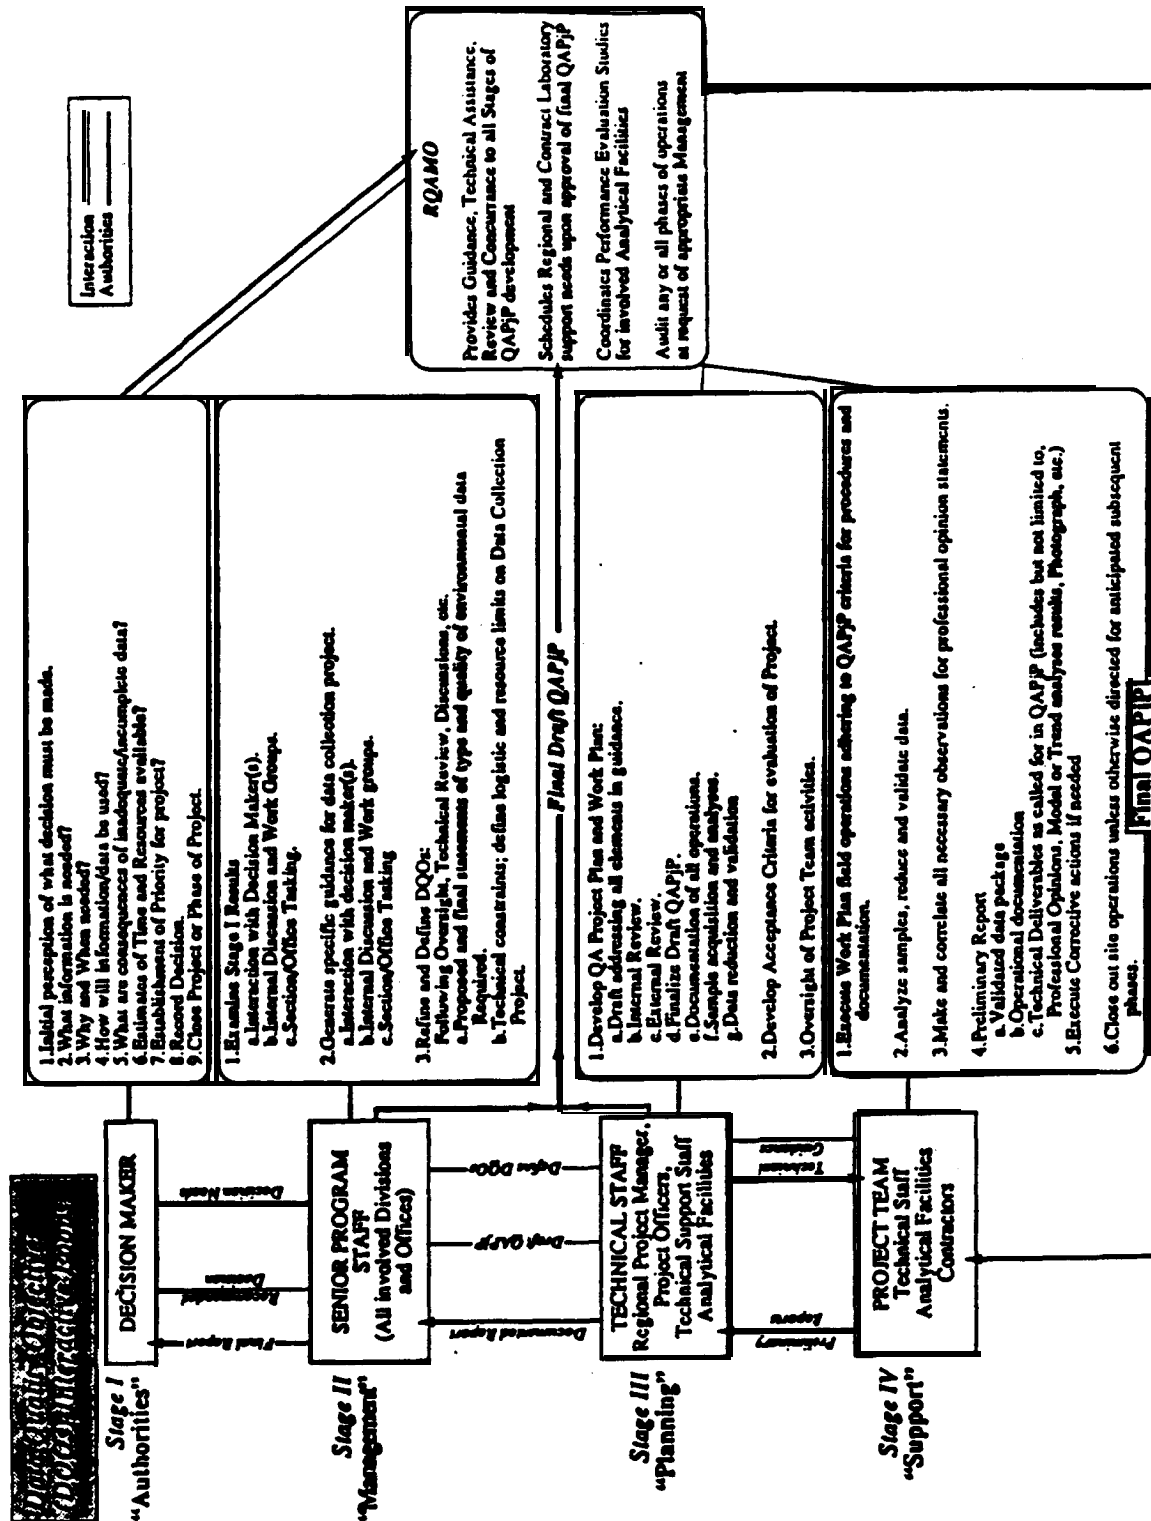 Data Quality Objective
Interaction
Authorities
Stage I
"Authorities"
DECISION MAKER
1.Initial perception of what decision must be made.
2.What information is needed?
3.Why and When needed?
4.How will information/data be used?
5.What are consequences of inadequate/incomplete data?
6.Estimates of Time and Resources available?
7.Establishment of Priority for project?
8.Record Decision.
9.Close Project or Phase of Project.
Final Report
Recommended
Decision
Decision Needs
Stage II
"Management"
SENIOR PROGRAM
STAFF
(All involved Divisions
and Offices)
1.Examine Stage I Results
a.Interaction with Decision Maker(s).
b.Internal Discussion and Work Groups.
c.Section/Office Tasking.
2.Generate specific guidance for data collection project.
a.Interaction with decision maker(s).
b.Internal Discussion and Work groups.
c.Section/Office Tasking
3.Refine and Define DQOs:
Following Oversight, Technical Review, Discussions, etc.
a.Proposed and final statements of type and quality of environmental data
Required.
b.Technical constraints; define logistic and resource limits on Data Collection
Project.
Documented Report
Draft QAPjP
Define DQOs
Final Draft QAPjP
RQAMO
Provides Guidance, Technical Assistance,
Review and Concurrance to all Stages of
QAPjP development
Schedules Regional and Contract Laboratory
support needs upon approval of final QAPjP
Coordinates Performance Evaluation Studies
for involved Analytical Facilities
Audit any or all phases of operations
at request of appropriate Management
Stage III
"Planning"
TECHNICAL STAFF
Regional Project Manager,
Project Officers,
Technical Support Staff
Analytical Facilities
1.Develop QA Project Plan and Work Plan:
a.Draft addressing all elements in guidance.
b.Internal Review.
c.External Review.
d.Finalize Draft QAPjP.
e.Documentation of all operations.
f.Sample acquisition and analyses.
g.Data reduction and validation
2.Develop Acceptance Criteria for evaluation of Project.
3.Oversight of Project Team activities.
Preliminary
Reports
Technical
Guidance
Stage IV
"Support"
PROJECT TEAM
Technical Staff
Analytical Facilities
Contractors
1.Execute Work Plan field operations adhering to QAPjP criteria for procedures and
documentation.
2.Analyze samples, reduce and validate data.
3.Make and correlate all necessary observations for professional opinion statements.
4.Preliminary Report
a. Validated data package
b.Operational documentation
c.Technical Deliverables as called for in QAPjP (includes but not limited to,
Professional Opinions, Model or Trend analyses results, Photograph, etc.)
5.Execute Corrective actions if needed
6.Close out site operations unless otherwise directed for anticipated subsequent
phases.
Final QAPjP